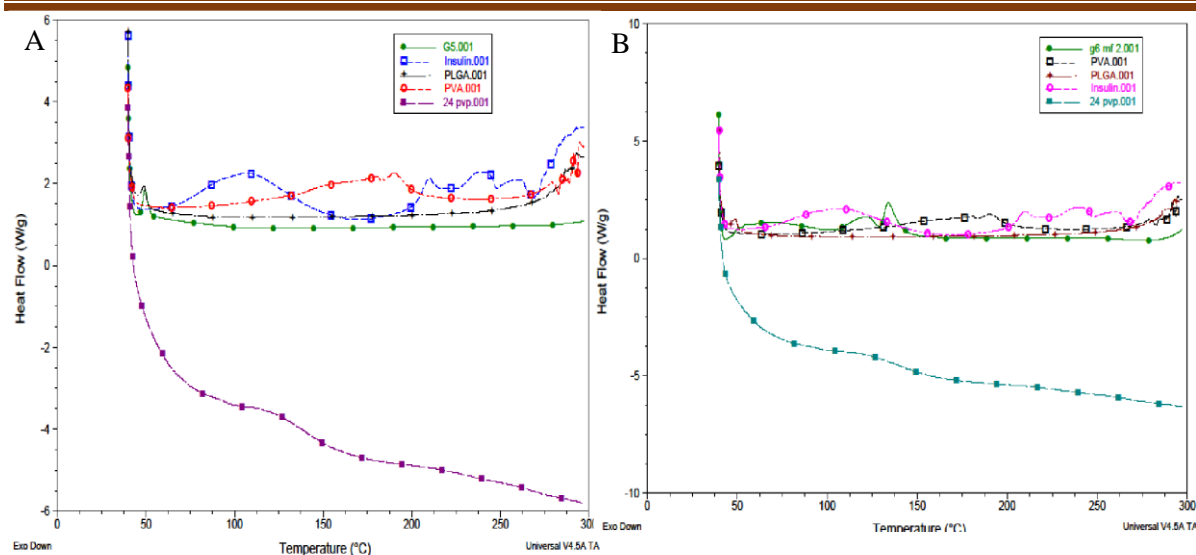 A
6
4
2
0
-2
-4
-6
Heat Flow (W/g)
G5.001
Insulin.001
PLGA.001
PVA.001
24 pvp.001
0
50
100
150
200
250
300
Exo Down
Temperature (°C)
Universal V4.5A TA
B
10
5
0
-5
-10
Heat Flow (W/g)
g6 mf 2.001
PVA.001
PLGA.001
Insulin.001
24 pvp.001
0
50
100
150
200
250
300
Exo Down
Temperature (°C)
Universal V4.5A TA